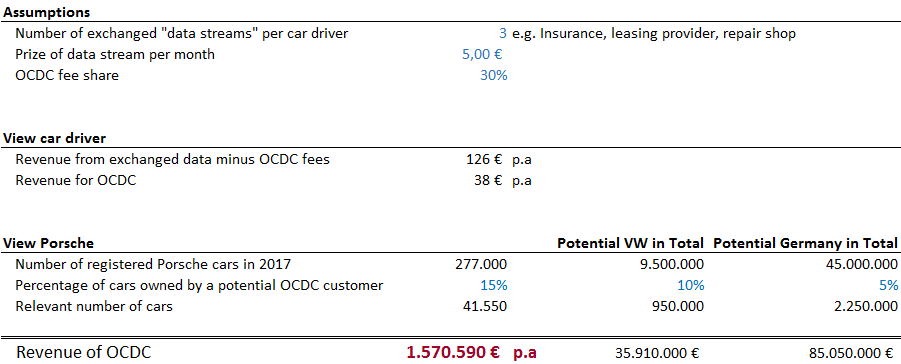 Assumptions
Number of exchanged "data streams" per car driver 3 e.g. Insurance, leasing provider, repair shop
Prize of data stream per month 5,00 €
OCDC fee share 30%
View car driver
Revenue from exchanged data minus OCDC fees 126 € p.a
Revenue for OCDC 38 € p.a
View Porsche Potential VW in Total Potential Germany in Total
Number of registered Porsche cars in 2017 277.000 9.500.000 45.000.000
Percentage of cars owned by a potential OCDC customer 15% 10% 5%
Relevant number of cars 41.550 950.000 2.250.000
Revenue of OCDC 1.570.590 € p.a 35.910.000 € 85.050.000 €